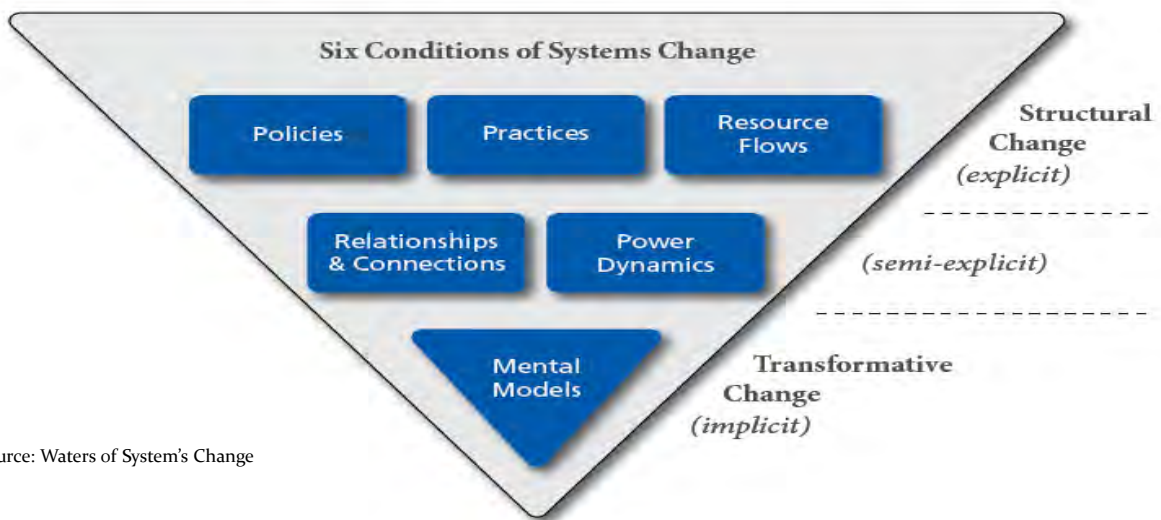 Six Conditions of Systems Change
Policies
Practices
Resource
Flows
Structural
Change
(explicit)
Relationships
& Connections
Power
Dynamics
(semi-explicit)
Mental
Models
Transformative
Change
(implicit)
urce: Waters of System's Change